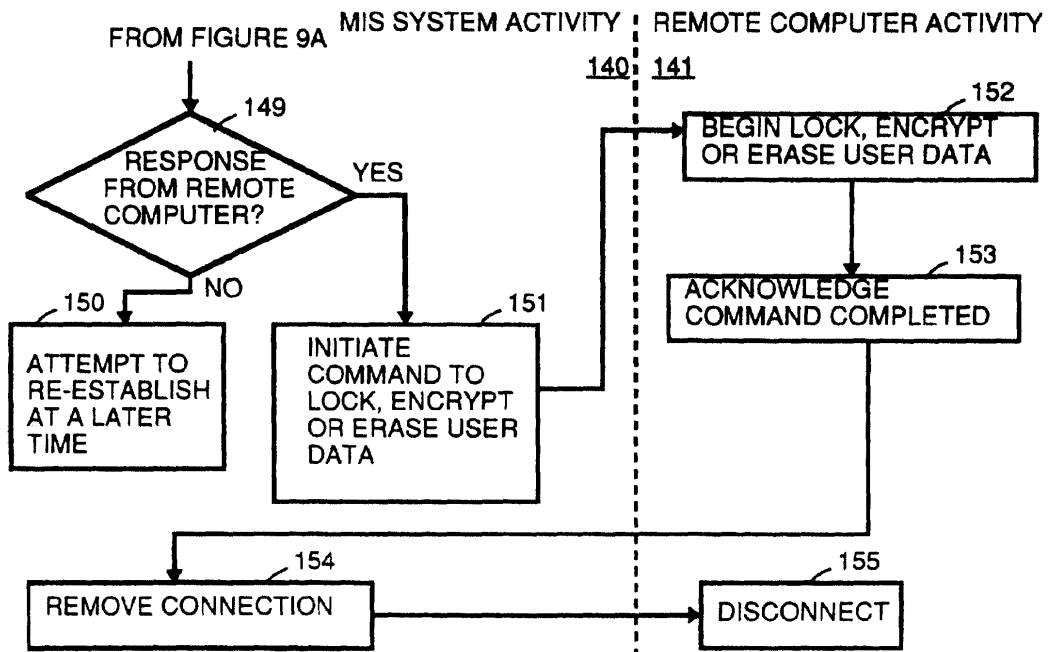 MIS SYSTEM ACTIVITY
REMOTE COMPUTER ACTIVITY
FROM FIGURE 9A
140
141
149
RESPONSE
FROM REMOTE
COMPUTER?
YES
NO
150
ATTEMPT TO
RE-ESTABLISH
AT A LATER
TIME
151
INITIATE
COMMAND TO
LOCK, ENCRYPT
OR ERASE USER
DATA
152
BEGIN LOCK, ENCRYPT
OR ERASE USER DATA
153
ACKNOWLEDGE
COMMAND COMPLETED
154
REMOVE CONNECTION
155
DISCONNECT